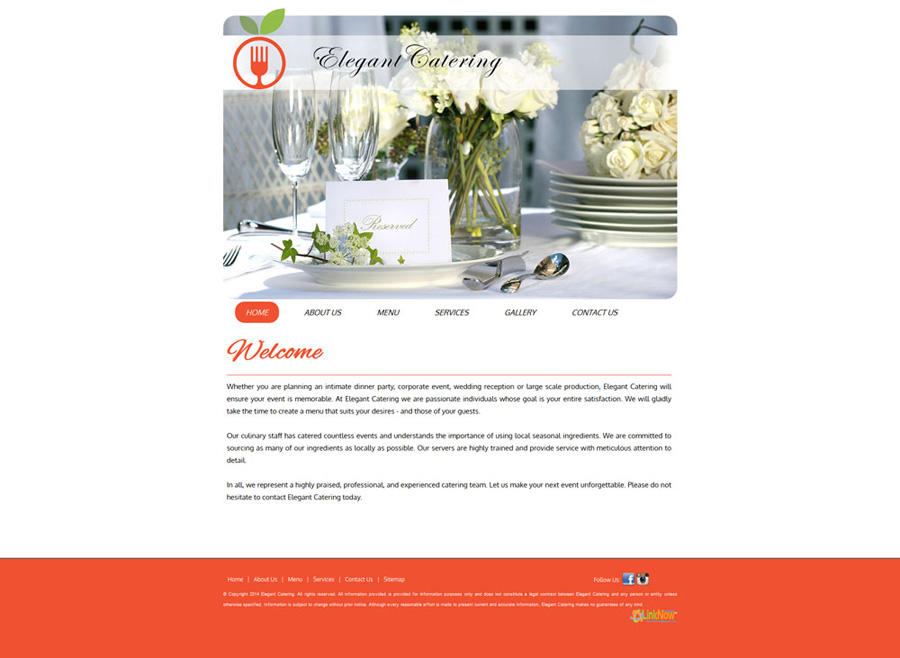 Elegant Catering
Reserved
HOME ABOUT US MENU SERVICES GALLERY CONTACT US
Welcome
Whether you are planning an intimate dinner party, corporate event, wedding reception or large scale production, Elegant Catering will
ensure your event is memorable. At Elegant Catering we are passionate individuals whose goal is your entire satisfaction. We will gladly
take the time to create a menu that suits your desires - and those of your guests.
Our culinary staff has catered countless events and understands the importance of using local seasonal ingredients. We are committed to
sourcing as many of our ingredients as locally as possible. Our servers are highly trained and provide service with meticulous attention to
detail.
In all, we represent a highly praised, professional, and experienced catering team. Let us make your next event unforgettable. Please do not
hesitate to contact Elegant Catering today.
Home | About Us | Menu | Services | Contact Us | Sitemap
Follow Us:
© Copyright 2014 Elegant Catering. All rights reserved. All information provided is provided for information purposes only and does not constitute a legal contract between Elegant Catering and any person or entity unless
otherwise specified. Information is subject to change without prior notice. Although every reasonable effort is made to present current and accurate information, Elegant Catering makes no guarantees of any kind.
LinkNow